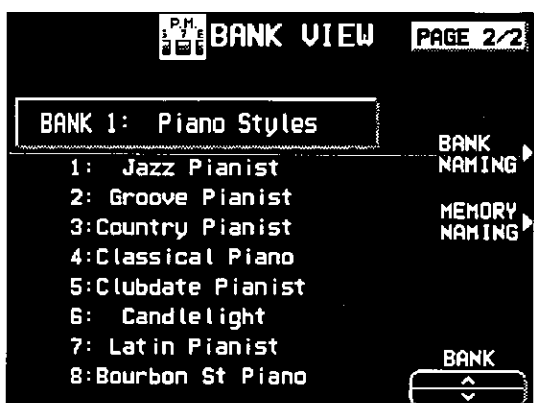 P.M. BANK VIEW PAGE 2/2
BANK 1: Piano Styles
1: Jazz Pianist
2: Groove Pianist
3:Country Pianist
4:Classical Piano
5:Clubdate Pianist
6: Candlelight
7: Latin Pianist
8:Bourbon St Piano
BANK
NAMING
MEMORY
NAMING
BANK